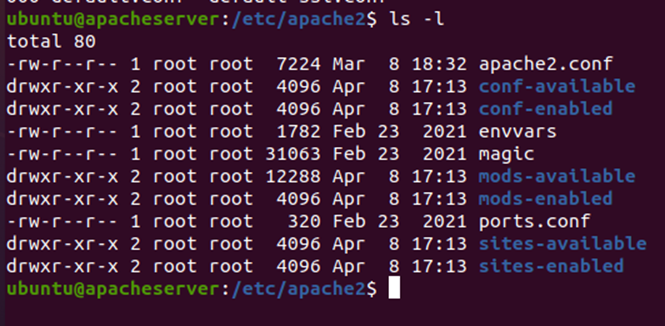 ubuntu@apacheserver:/etc/apache2$ ls -l
total 80
-rw-r--r-- 1 root root  7224 Mar  8 18:32 apache2.conf
drwxr-xr-x 2 root root  4096 Apr  8 17:13 conf-available
drwxr-xr-x 2 root root  4096 Apr  8 17:13 conf-enabled
-rw-r--r-- 1 root root  1782 Feb 23  2021 envvars
-rw-r--r-- 1 root root 31063 Feb 23  2021 magic
drwxr-xr-x 2 root root 12288 Apr  8 17:13 mods-available
drwxr-xr-x 2 root root  4096 Apr  8 17:13 mods-enabled
-rw-r--r-- 1 root root   320 Feb 23  2021 ports.conf
drwxr-xr-x 2 root root  4096 Apr  8 17:13 sites-available
drwxr-xr-x 2 root root  4096 Apr  8 17:13 sites-enabled
ubuntu@apacheserver:/etc/apache2$